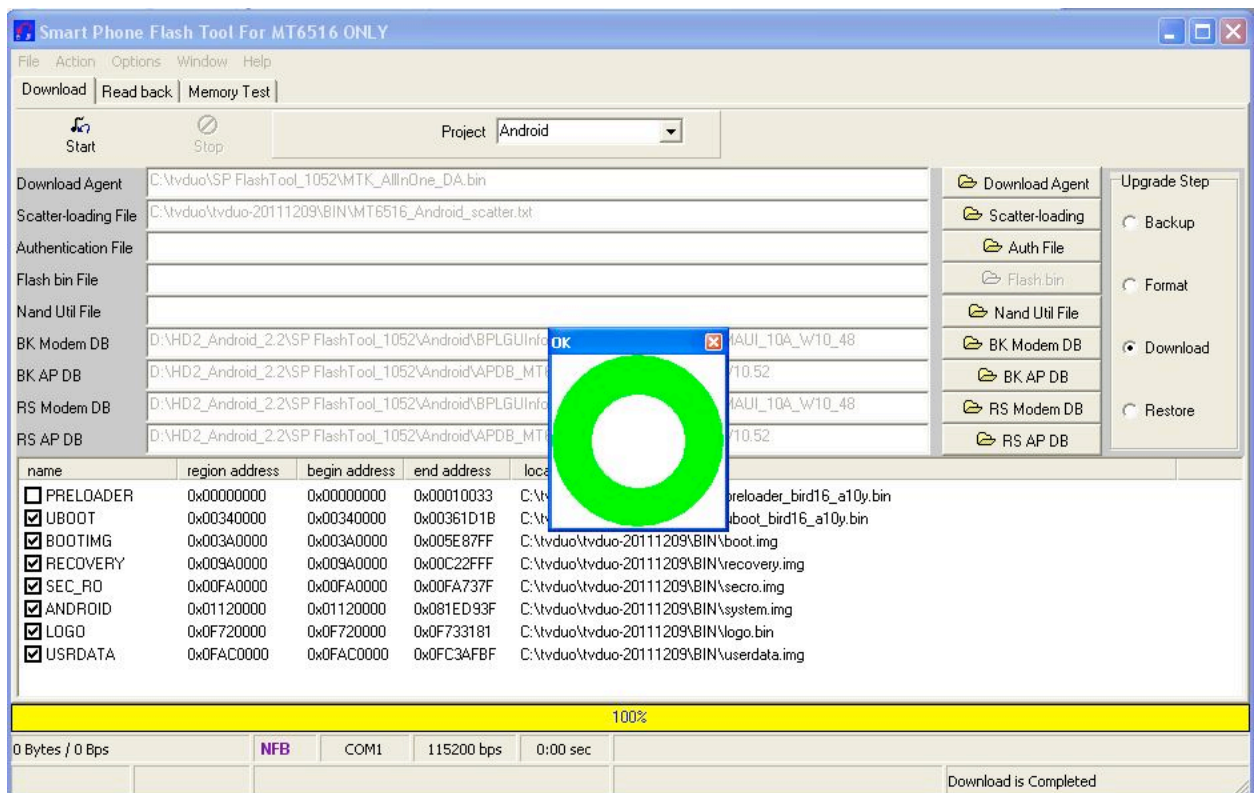 Smart Phone Flash Tool For MT6516 ONLY
File Action Options Window Help
Download Read back Memory Test
Start Stop Project Android
Download Agent C:\tvduo\SP FlashTool_1052\MTK_AllInOne_DA.bin Download Agent Upgrade Step
Scatter-loading File C:\tvduo\tvduo-20111209\BIN\MT6516_Android_scatter.txt Scatter-loading Backup
Authentication File Auth File
Flash bin File Flash.bin Format
Nand Util File Nand Util File
BK Modem DB D:\HD2_Android_2.2\SP FlashTool_1052\Android\BPLGUInfo MAUI_10A_W10_48 BK Modem DB Download
BK AP DB D:\HD2_Android_2.2\SP FlashTool_1052\Android\APDB_MT6 10.52 BK AP DB
RS Modem DB D:\HD2_Android_2.2\SP FlashTool_1052\Android\BPLGUInfo MAUI_10A_W10_48 RS Modem DB Restore
RS AP DB D:\HD2_Android_2.2\SP FlashTool_1052\Android\APDB_MT6 10.52 RS AP DB
OK
name region address begin address end address loca
PRELOADER 0x00000000 0x00000000 0x00010033 C:\tv preloader_bird16_a10y.bin
UBOOT 0x00340000 0x00340000 0x00361D1B C:\tv uboot_bird16_a10y.bin
BOOTIMG 0x003A0000 0x003A0000 0x005E87FF C:\tvduo\tvduo-20111209\BIN\boot.img
RECOVERY 0x009A0000 0x009A0000 0x00C22FFF C:\tvduo\tvduo-20111209\BIN\recovery.img
SEC_RO 0x00FA0000 0x00FA0000 0x00FA737F C:\tvduo\tvduo-20111209\BIN\secro.img
ANDROID 0x01120000 0x01120000 0x081ED93F C:\tvduo\tvduo-20111209\BIN\system.img
LOGO 0x0F720000 0x0F720000 0x0F733181 C:\tvduo\tvduo-20111209\BIN\logo.bin
USRDATA 0x0FAC0000 0x0FAC0000 0x0FC3AFBF C:\tvduo\tvduo-20111209\BIN\userdata.img
100%
0 Bytes / 0 Bps NFB COM1 115200 bps 0:00 sec
Download is Completed